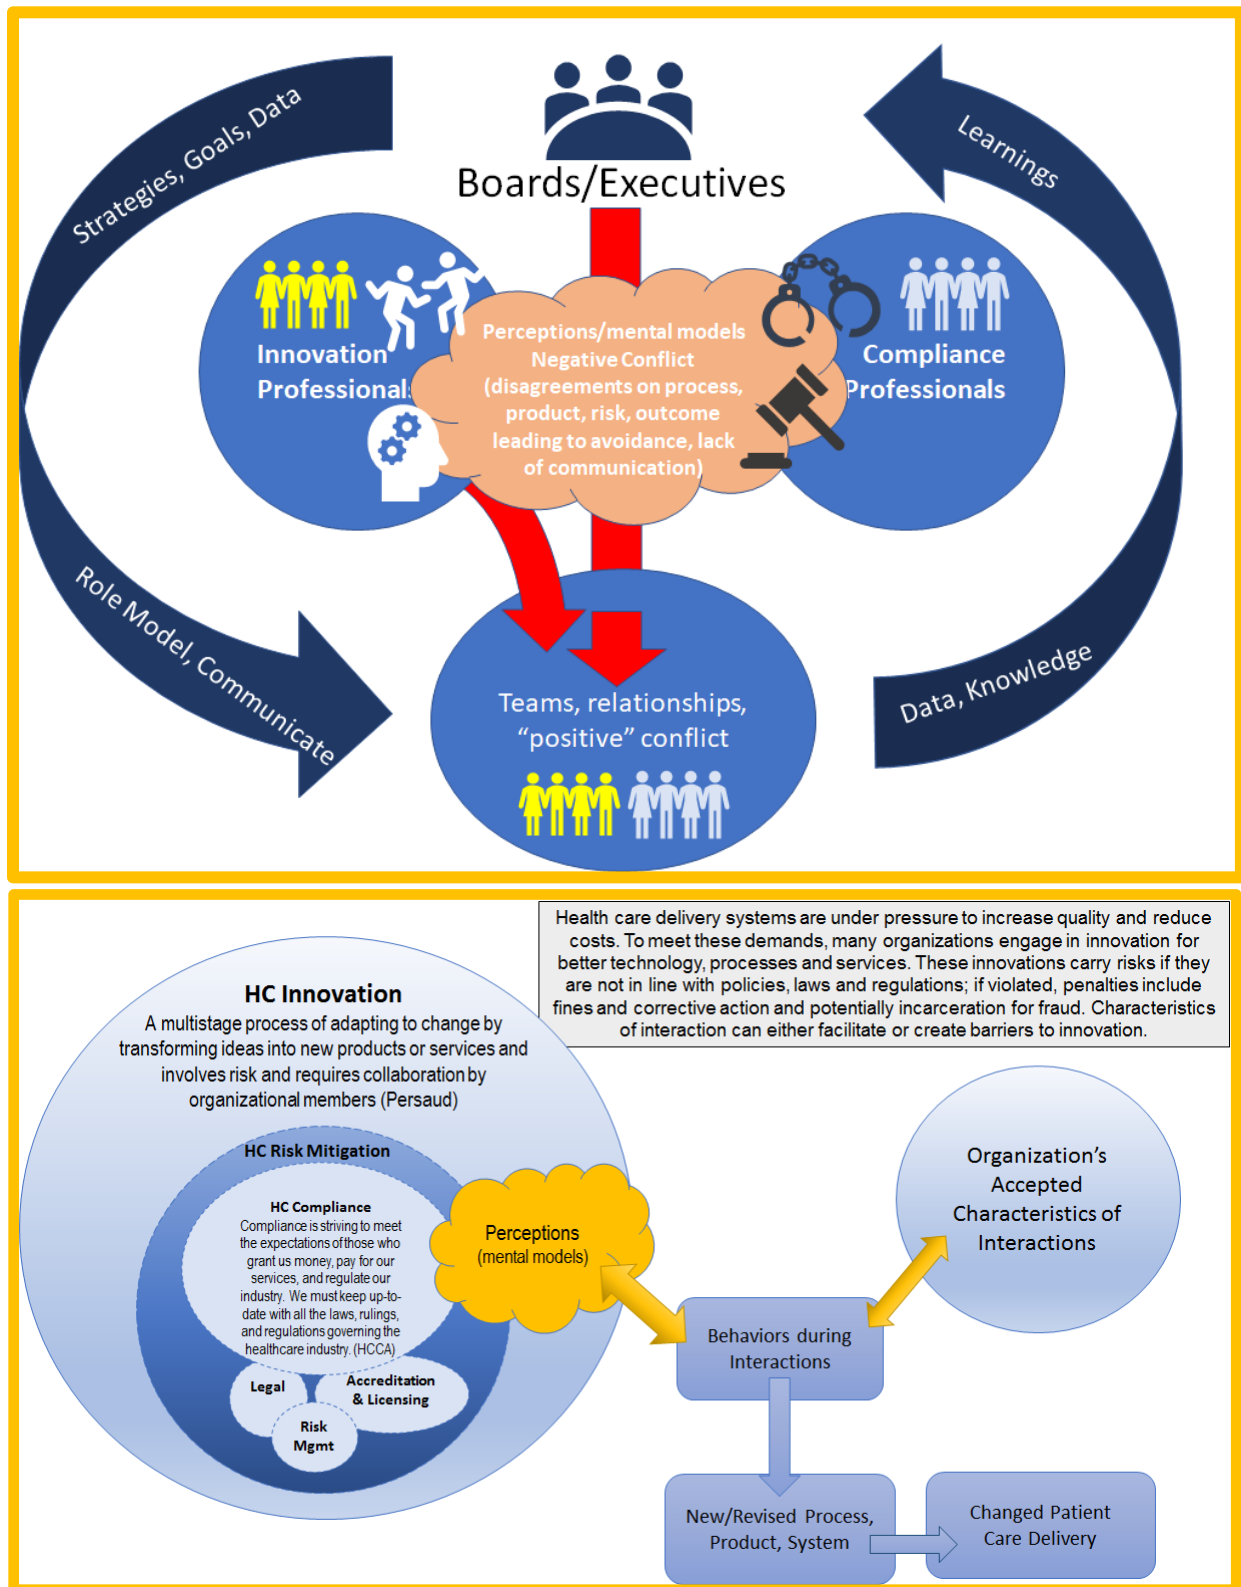 Strategies, Goals, Data
Learnings
Boards/Executives
Innovation
Professionals
Perceptions/mental models
Negative Conflict
(disagreements on process,
product, risk, outcome
leading to avoidance, lack
of communication)
Compliance
Professionals
Role Model, Communicate
Data, Knowledge
Teams, relationships,
“positive” conflict
Health care delivery systems are under pressure to increase quality and reduce
costs. To meet these demands, many organizations engage in innovation for
better technology, processes and services. These innovations carry risks if they
are not in line with policies, laws and regulations; if violated, penalties include
fines and corrective action and potentially incarceration for fraud. Characteristics
of interaction can either facilitate or create barriers to innovation.
HC Innovation
A multistage process of adapting to change by
transforming ideas into new products or services and
involves risk and requires collaboration by
organizational members (Persaud)
HC Risk Mitigation
HC Compliance
Compliance is striving to meet
the expectations of those who
grant us money, pay for our
services, and regulate our
industry. We must keep up-to-
date with all the laws, rulings,
and regulations governing the
healthcare industry. (HCCA)
Legal
Accreditation
& Licensing
Risk
Mgmt
Perceptions
(mental models)
Organization’s
Accepted
Characteristics of
Interactions
Behaviors during
Interactions
New/Revised Process,
Product, System
Changed Patient
Care Delivery